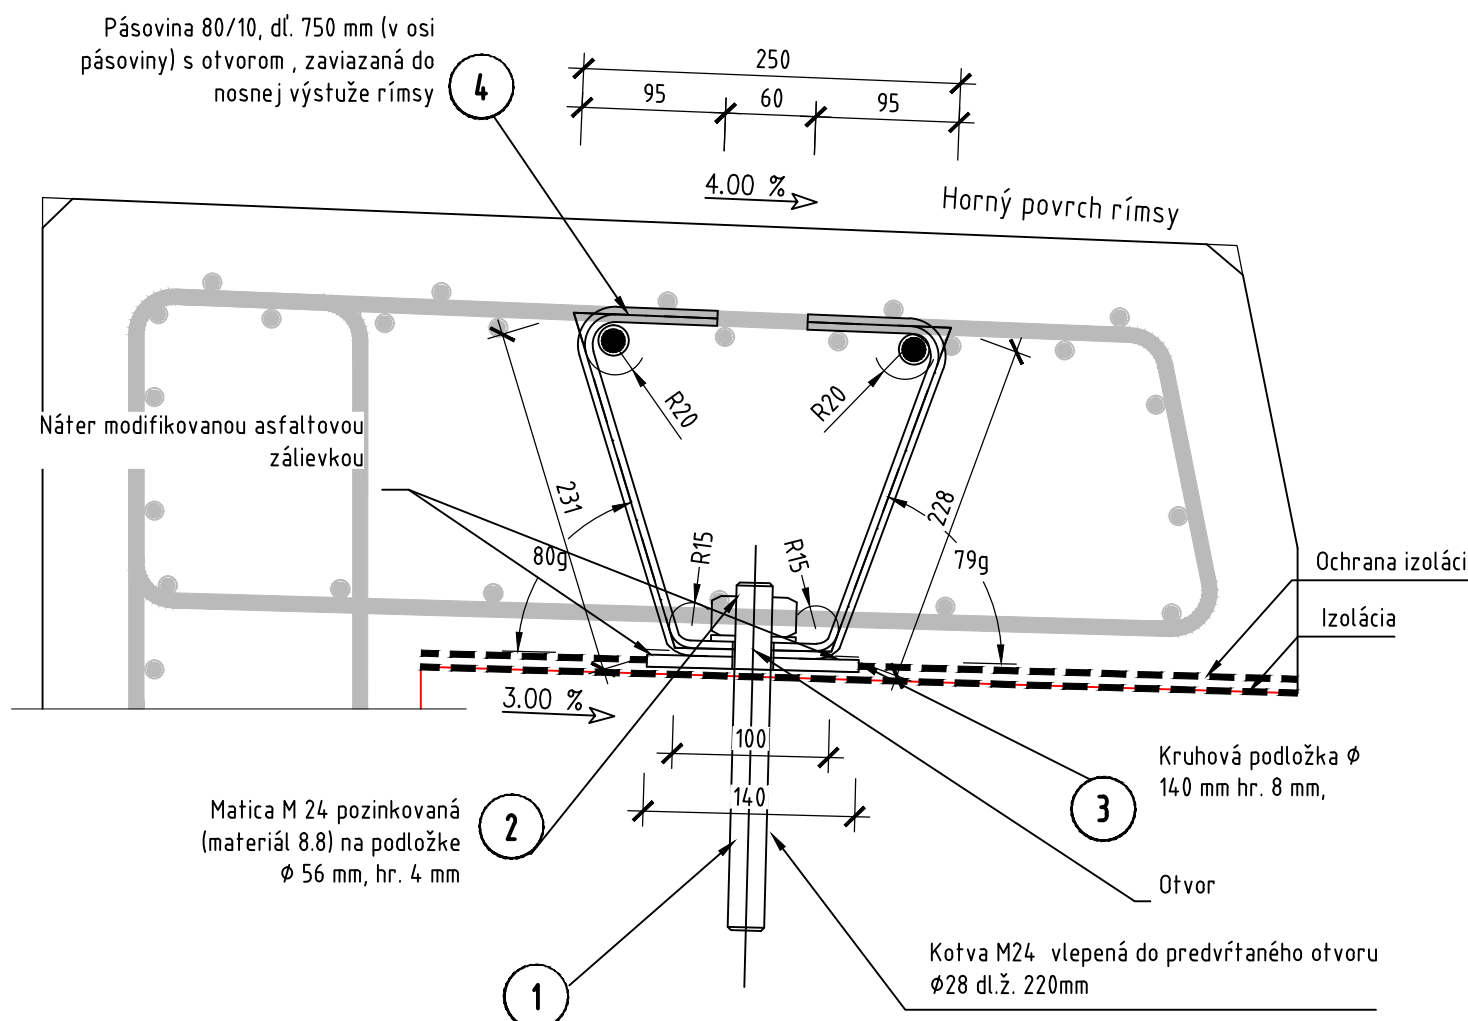 Pásovina 80/10, dĺ. 750 mm (v osi
pásoviny) s otvorom , zaviazaná do
nosnej výstuže rímsy
4
250
95
60
95
4.00 %
Horný povrch rímsy
R20
R20
Náter modifikovanou asfaltovou
zálievkou
231
228
80g
R15
R15
79g
Ochrana izoláci
Izolácia
3.00 %
100
140
Kruhová podložka ϕ
140 mm hr. 8 mm,
3
Matica M 24 pozinkovaná
(materiál 8.8) na podložke
ϕ 56 mm, hr. 4 mm
2
Otvor
Kotva M24 vlepená do predvŕtaného otvoru
ϕ28 dl.ž. 220mm
1